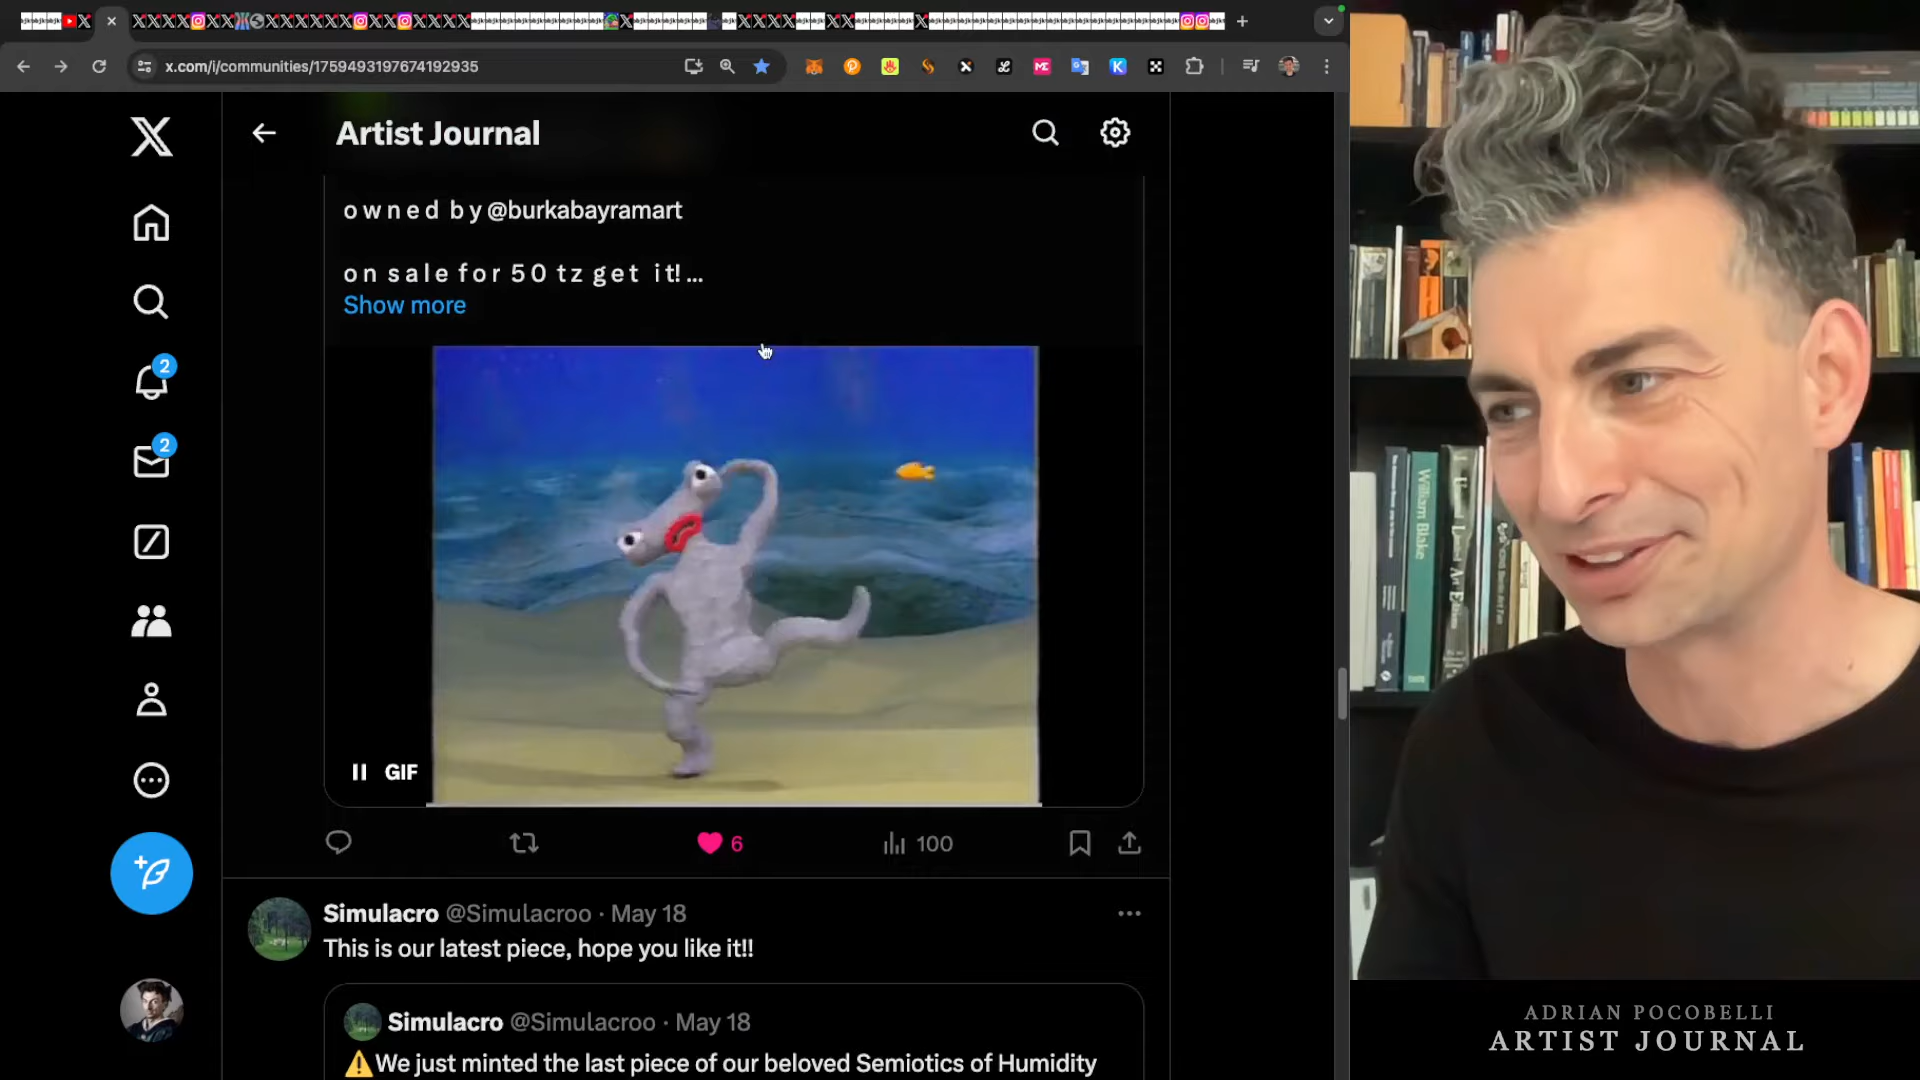 x.com/i/communities/1759493197674192935
Artist Journal
o w n e d b y @burkabayramart
o n s a l e f o r 5 0 t z g e t i t! ...
Show more
2
2
GIF
6
100
Simulacro @Simulacroo · May 18
This is our latest piece, hope you like it!!
Simulacro @Simulacroo · May 18
⚠️We just minted the last piece of our beloved Semiotics of Humidity
William Blake
ADRIAN POCOBELLI
ARTIST JOURNAL